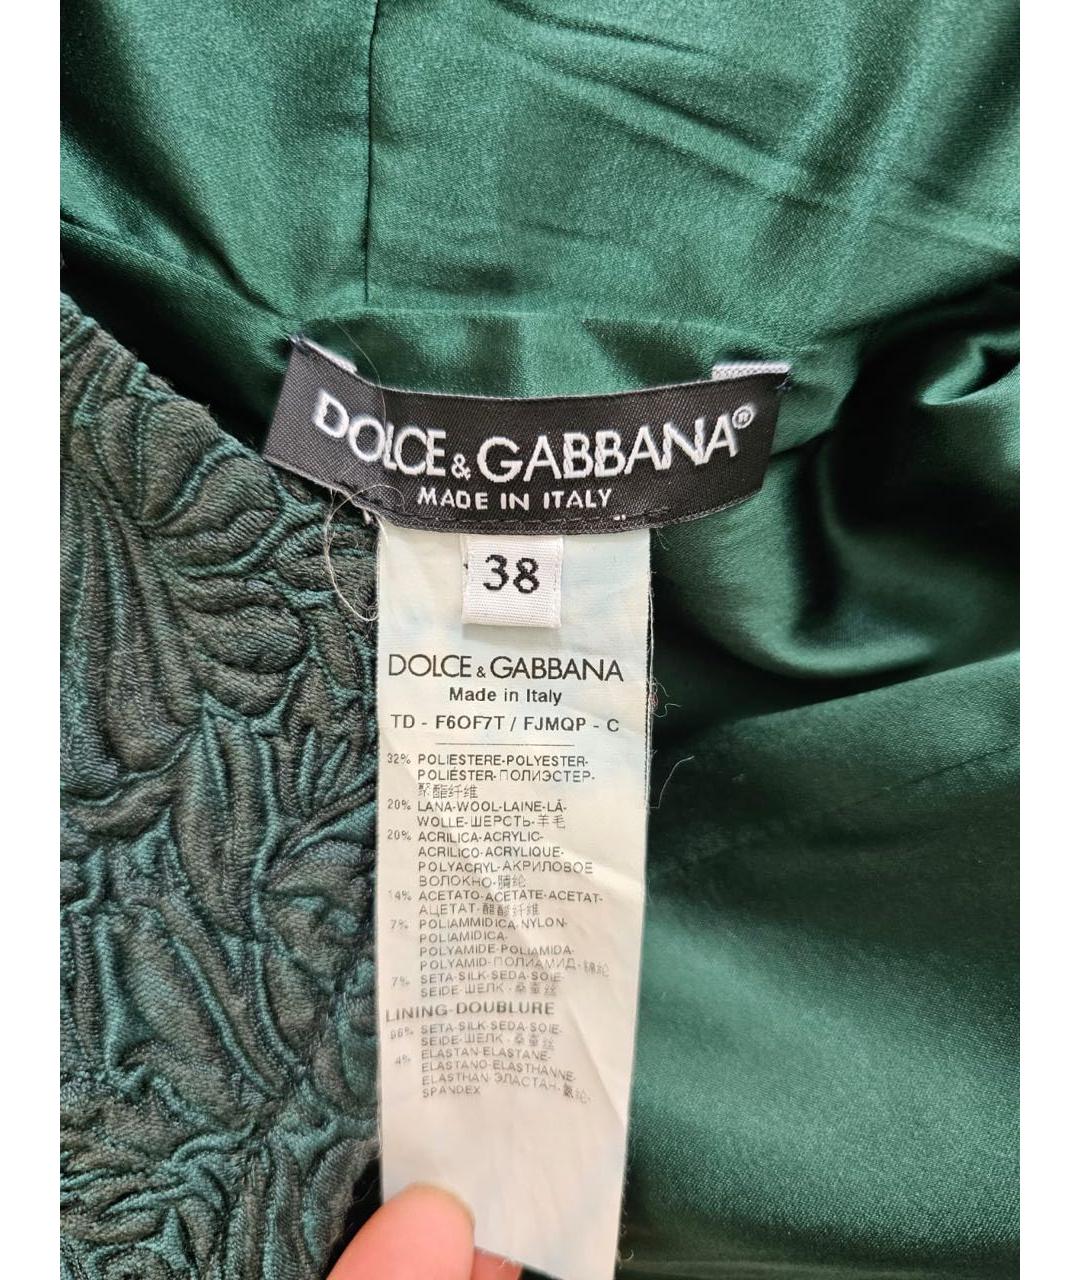 DOLCE & GABBANA®
MADE IN ITALY
38
DOLCE & GABBANA
Made in Italy
TD - F6OF7T / FJMQP - C
32% POLIESTERE-POLYESTER-
POLIÉSTER-ПОЛИЭСТЕР-
聚酯纤维
20% LANA-WOOL-LAINE-LÃ-
WOLLE-ШЕРСТЬ-羊毛
20% ACRILICA-ACRYLIC-
ACRILICO-ACRYLIQUE-
POLYACRYL-АКРИЛОВОЕ
ВОЛОКНО-腈纶
14% ACETATO-ACETATE-ACETAT-
АЦЕТАТ-醋酸纤维
7% POLIAMMIDICA-NYLON-
POLIAMIDICA-
POLYAMIDE-POLIAMIDA-
POLYAMID-ПОЛИАМИД-锦纶
7% SETA-SILK-SEDA-SOIE-
SEIDE-ШЕЛК-桑蚕丝
LINING-DOUBLURE
96% SETA-SILK-SEDA-SOIE-
SEIDE-ШЕЛК-桑蚕丝
4% ELASTAN-ELASTANE-
ELASTANO-ELASTHANNE-
ELASTHAN-ЭЛАСТАН-氨纶-
SPANDEX